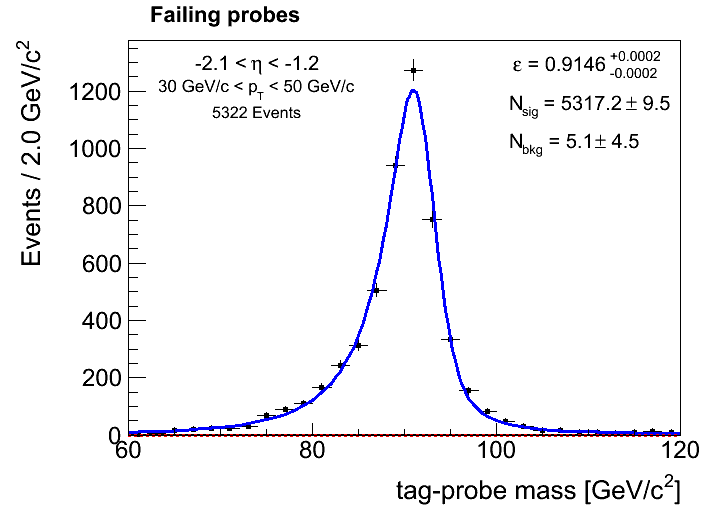 Failing probes
-2.1 < η < -1.2
30 GeV/c < p_T < 50 GeV/c
5322 Events
ε = 0.9146 +0.0002 -0.0002
N_sig = 5317.2 ± 9.5
N_bkg = 5.1 ± 4.5
Events / 2.0 GeV/c²
1200
1000
800
600
400
200
0
60 80 100 120
tag-probe mass [GeV/c²]